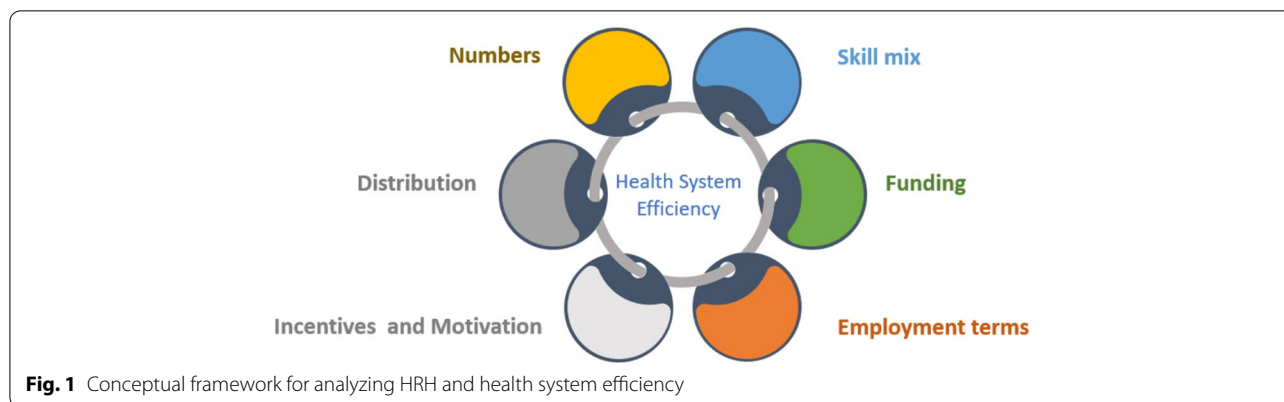 Numbers
Skill mix
Distribution
Health System
Efficiency
Funding
Incentives and Motivation
Employment terms
Fig. 1 Conceptual framework for analyzing HRH and health system efficiency